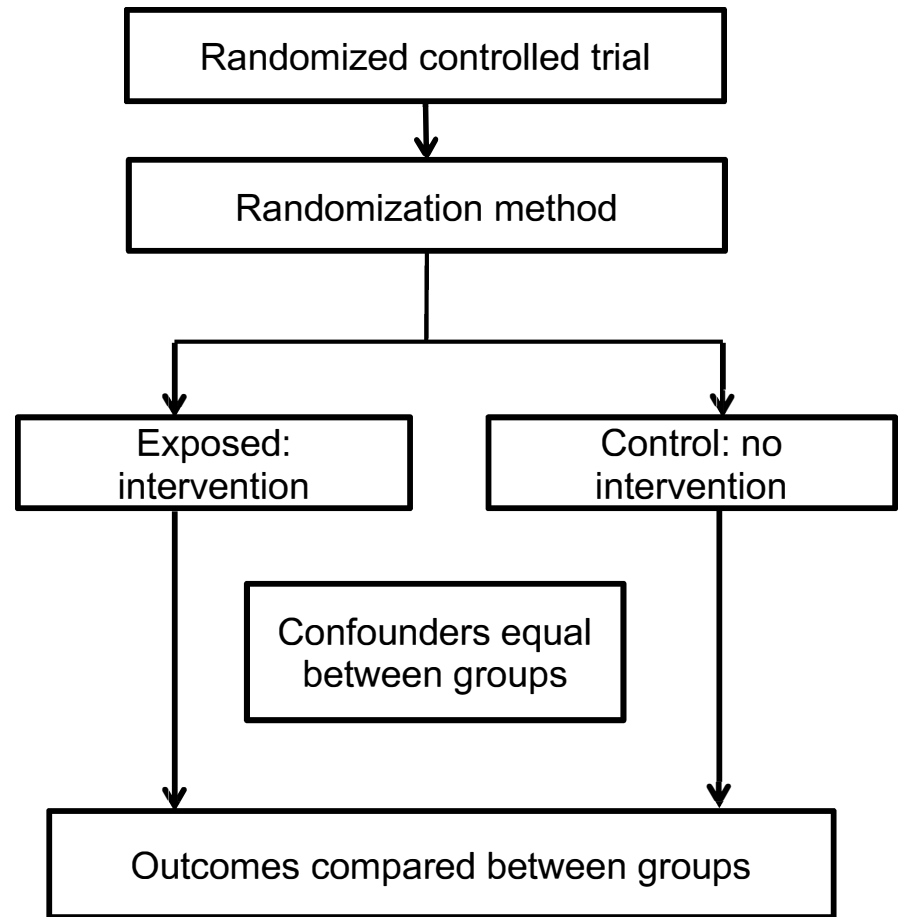 Randomized controlled trial
Randomization method
Exposed:
intervention
Control: no
intervention
Confounders equal
between groups
Outcomes compared between groups